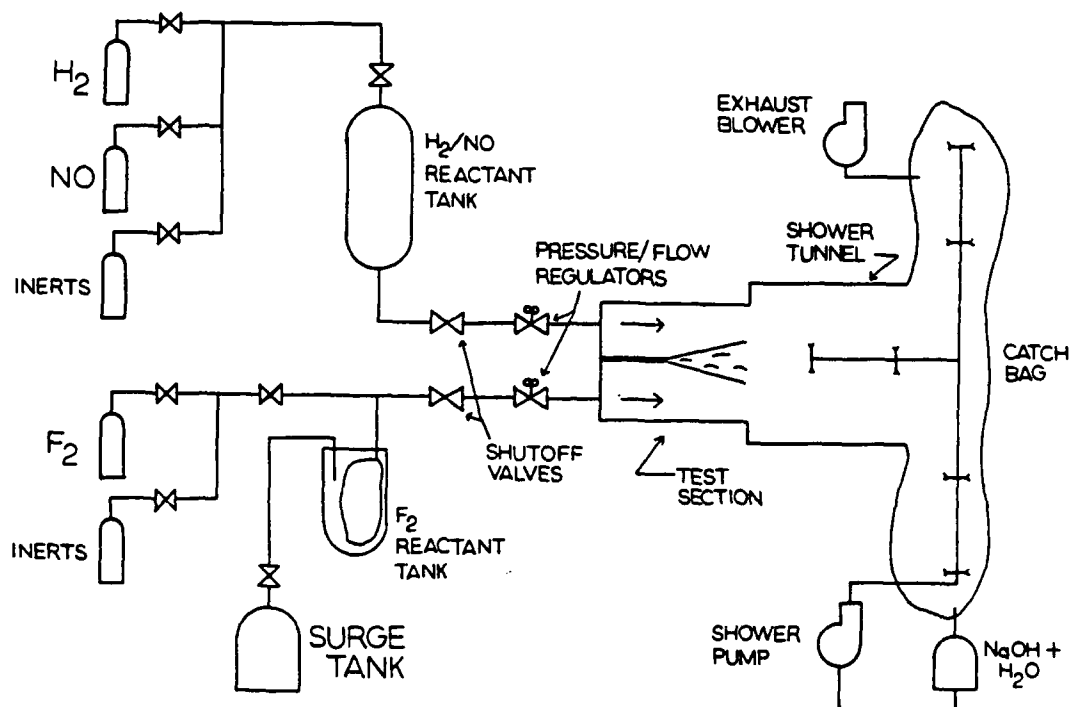 H2
NO
INERTS
H2/NO
REACTANT
TANK
PRESSURE/FLOW
REGULATORS
EXHAUST
BLOWER
SHOWER
TUNNEL
CATCH
BAG
F2
INERTS
F2
REACTANT
TANK
SHUTOFF
VALVES
TEST
SECTION
SURGE
TANK
SHOWER
PUMP
NaOH +
H2O